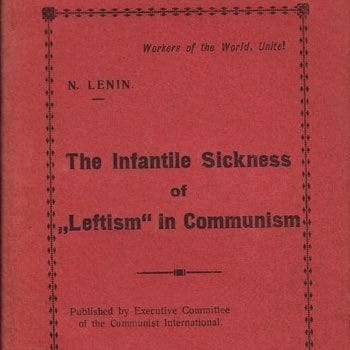 Workers of the World, Unite!
N. LENIN.
The Infantile Sickness
of
„Leftism“ in Communism
Published by Executive Committee
of the Communist International.